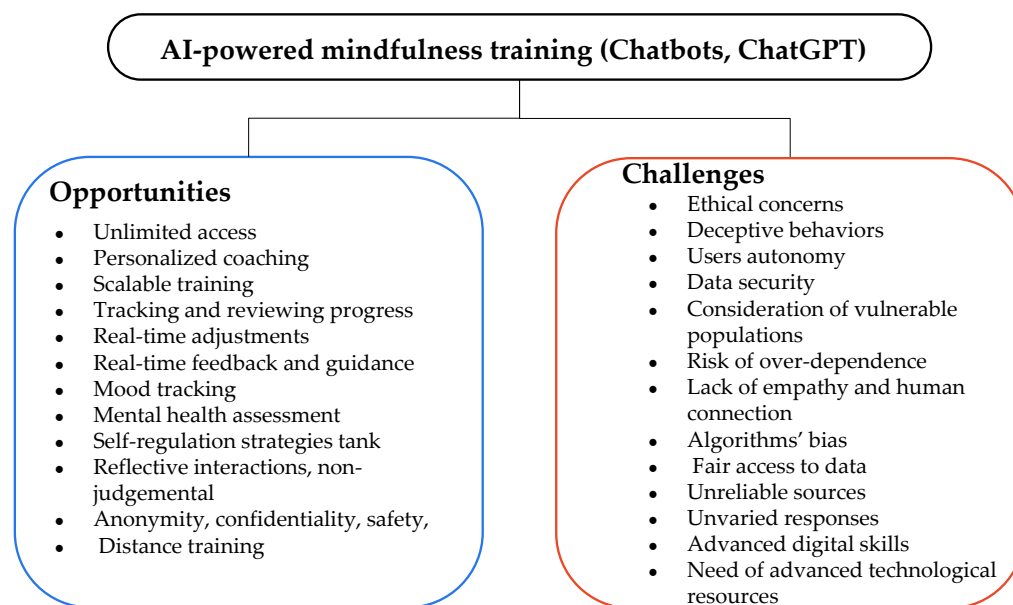 AI-powered mindfulness training (Chatbots, ChatGPT)
Opportunities
• Unlimited access
• Personalized coaching
• Scalable training
• Tracking and reviewing progress
• Real-time adjustments
• Real-time feedback and guidance
• Mood tracking
• Mental health assessment
• Self-regulation strategies tank
• Reflective interactions, non-
judgemental
• Anonymity, confidentiality, safety,
• Distance training
Challenges
• Ethical concerns
• Deceptive behaviors
• Users autonomy
• Data security
• Consideration of vulnerable
populations
• Risk of over-dependence
• Lack of empathy and human
connection
• Algorithms’ bias
• Fair access to data
• Unreliable sources
• Unvaried responses
• Advanced digital skills
• Need of advanced technological
resources